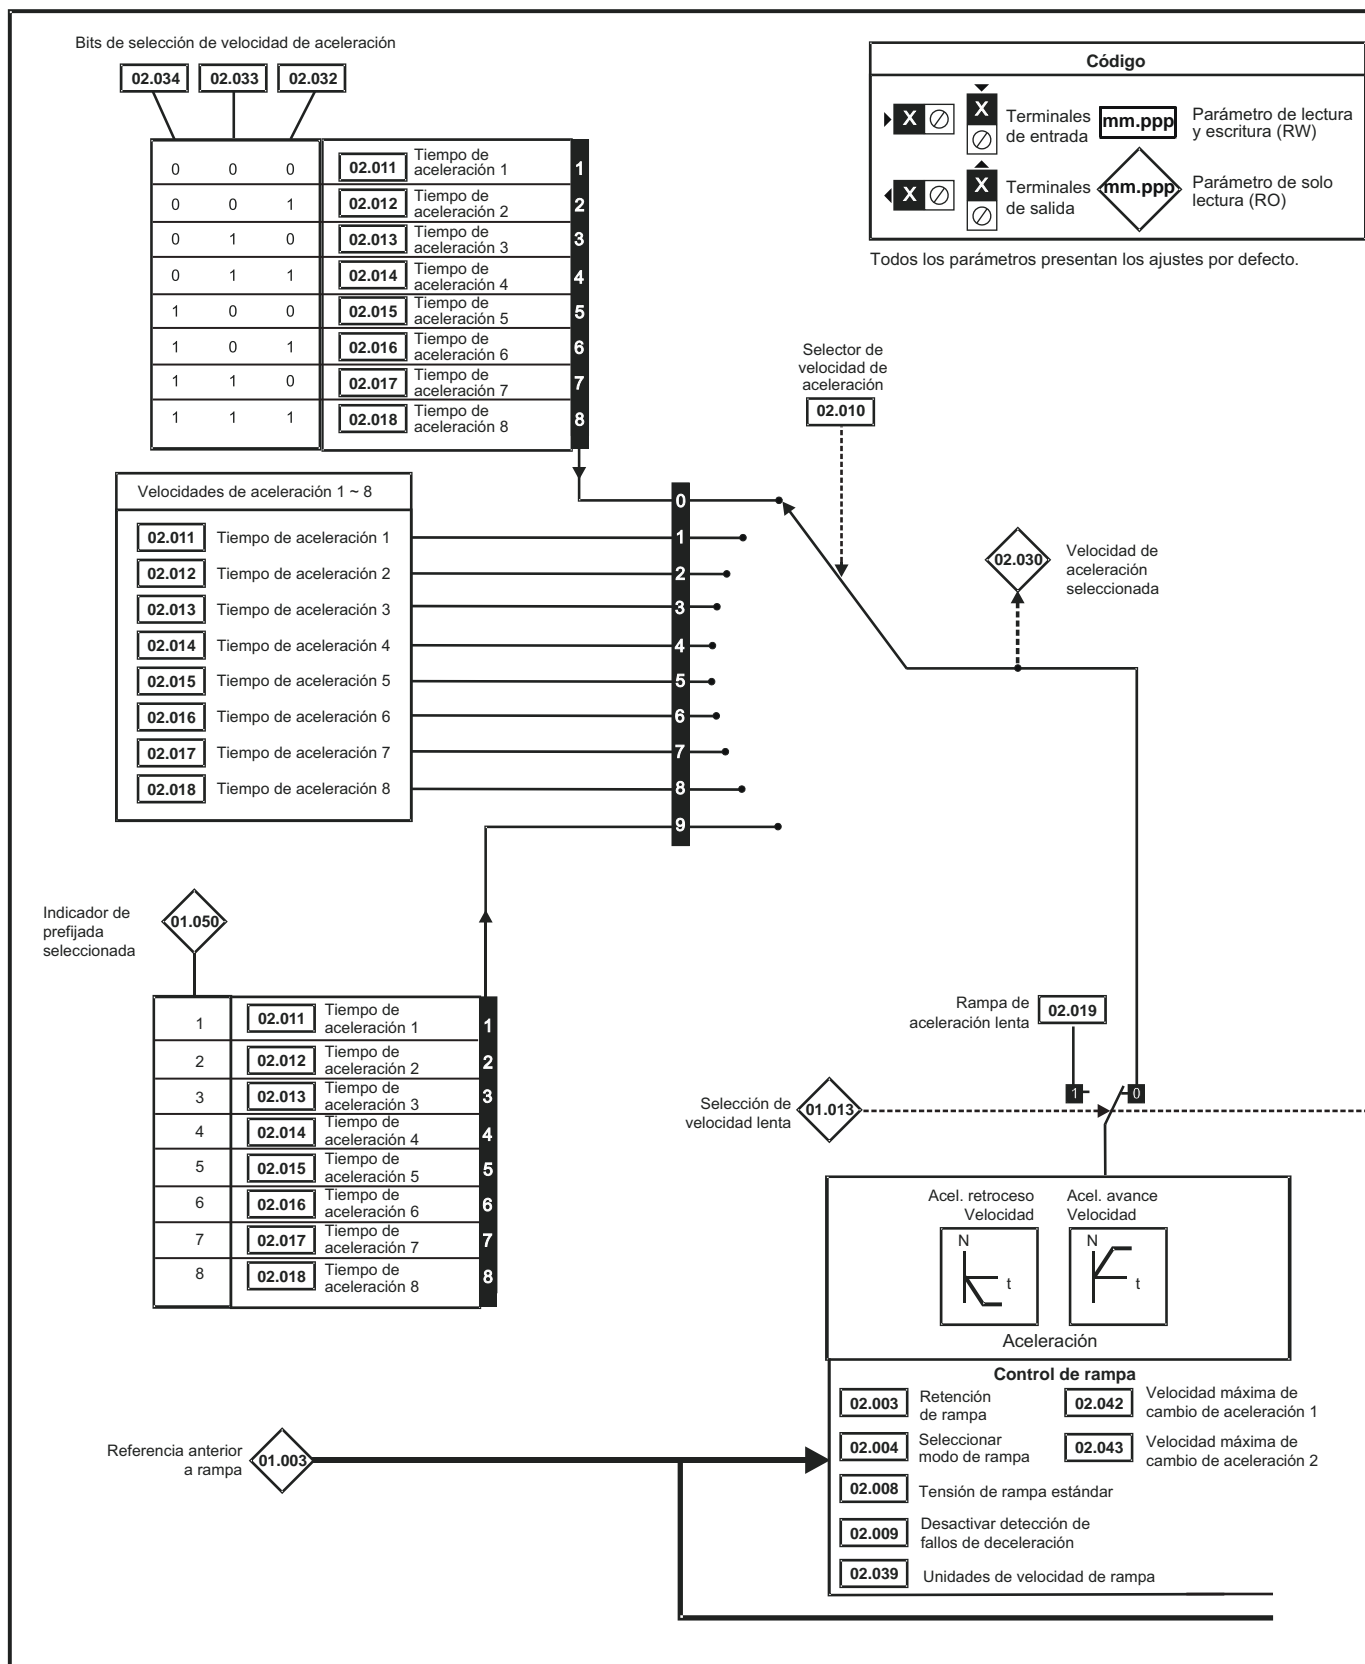 Bits de selección de velocidad de aceleración
02.034 02.033 02.032
0 0 0 02.011 Tiempo de aceleración 1 1
0 0 1 02.012 Tiempo de aceleración 2 2
0 1 0 02.013 Tiempo de aceleración 3 3
0 1 1 02.014 Tiempo de aceleración 4 4
1 0 0 02.015 Tiempo de aceleración 5 5
1 0 1 02.016 Tiempo de aceleración 6 6
1 1 0 02.017 Tiempo de aceleración 7 7
1 1 1 02.018 Tiempo de aceleración 8 8
Código
X X Terminales
de entrada
mm.ppp Parámetro de lectura
y escritura (RW)
X X Terminales
de salida
mm.ppp Parámetro de solo
lectura (RO)
Todos los parámetros presentan los ajustes por defecto.
Selector de
velocidad de
aceleración
02.010
Velocidades de aceleración 1 ~ 8
0
02.011 Tiempo de aceleración 1 1
02.012 Tiempo de aceleración 2 2
02.013 Tiempo de aceleración 3 3
02.014 Tiempo de aceleración 4 4
02.015 Tiempo de aceleración 5 5
02.016 Tiempo de aceleración 6 6
02.017 Tiempo de aceleración 7 7
02.018 Tiempo de aceleración 8 8
9
02.030 Velocidad de
aceleración
seleccionada
Indicador de
prefijada
seleccionada
01.050
1 02.011 Tiempo de aceleración 1 1
2 02.012 Tiempo de aceleración 2 2
3 02.013 Tiempo de aceleración 3 3
4 02.014 Tiempo de aceleración 4 4
5 02.015 Tiempo de aceleración 5 5
6 02.016 Tiempo de aceleración 6 6
7 02.017 Tiempo de aceleración 7 7
8 02.018 Tiempo de aceleración 8 8
Rampa de
aceleración lenta
02.019
1 0
Selección de
velocidad lenta
01.013
Acel. retroceso
Velocidad
Acel. avance
Velocidad
N t
N t
Aceleración
Control de rampa
02.003 Retención
de rampa
02.042 Velocidad máxima de
cambio de aceleración 1
02.004 Seleccionar
modo de rampa
02.043 Velocidad máxima de
cambio de aceleración 2
02.008 Tensión de rampa estándar
02.009 Desactivar detección de
fallos de deceleración
02.039 Unidades de velocidad de rampa
Referencia anterior
a rampa
01.003